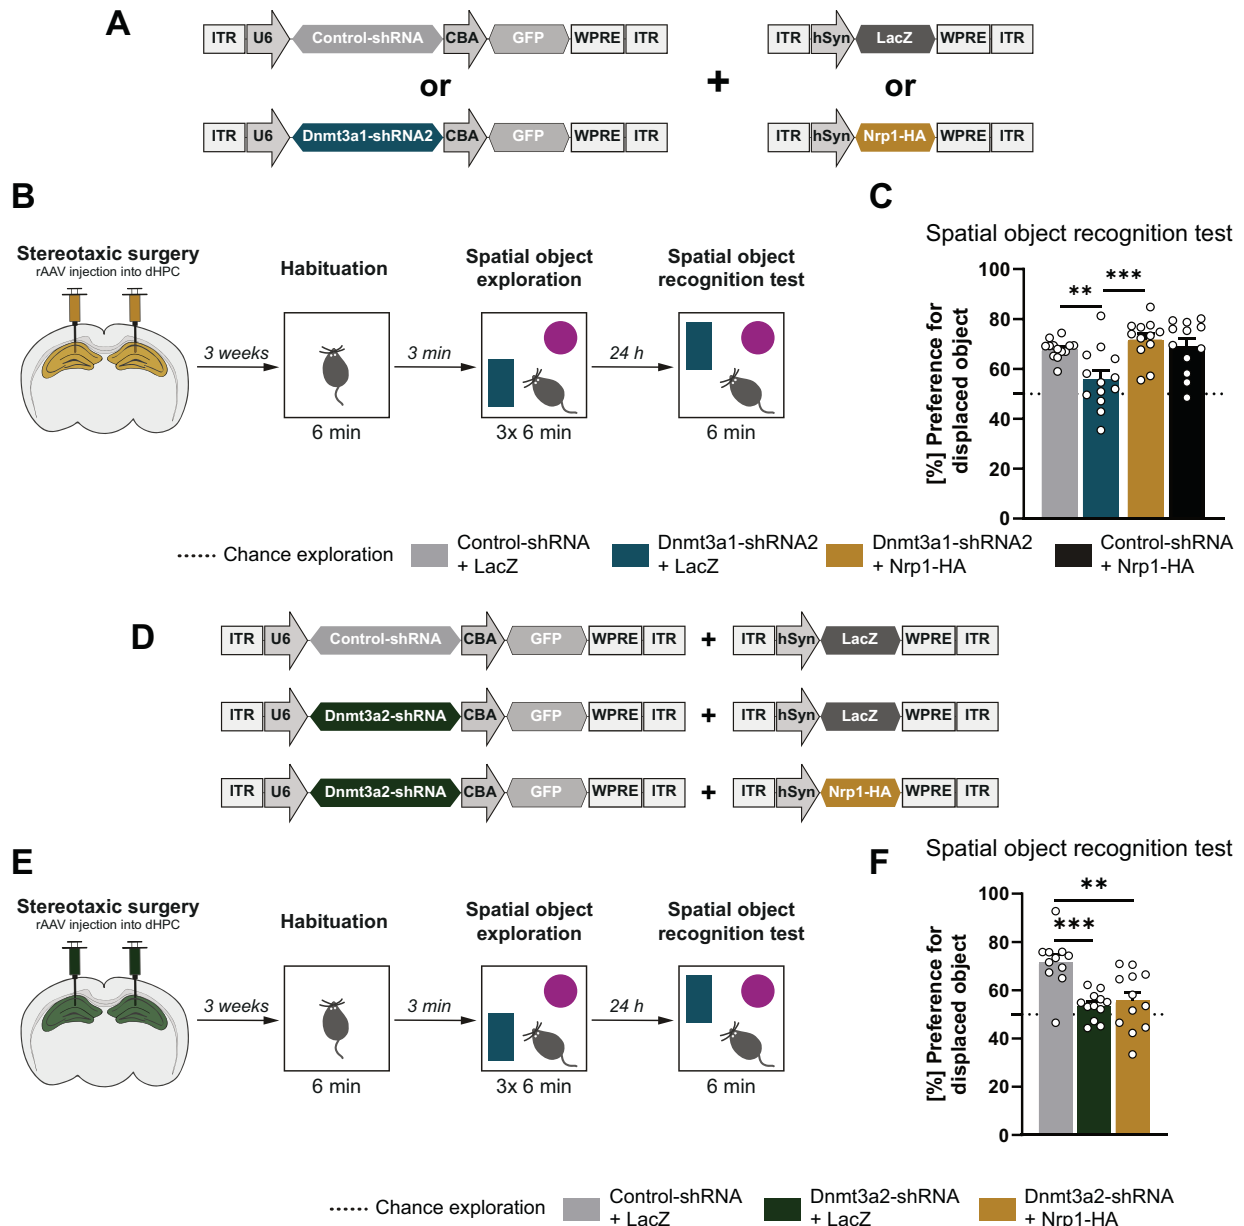 A
ITR U6 Control-shRNA CBA GFP WPRE ITR
ITR hSyn LacZ WPRE ITR
or
+
or
ITR U6 Dnmt3a1-shRNA2 CBA GFP WPRE ITR
ITR hSyn Nrp1-HA WPRE ITR
B
Stereotaxic surgery
rAAV injection into dHPC
3 weeks
Habituation
6 min
3 min
Spatial object
exploration
3x 6 min
24 h
Spatial object
recognition test
6 min
C
Spatial object recognition test
[%] Preference for
displaced object
100
80
60
40
20
0
**
***
Chance exploration
Control-shRNA
+ LacZ
Dnmt3a1-shRNA2
+ LacZ
Dnmt3a1-shRNA2
+ Nrp1-HA
Control-shRNA
+ Nrp1-HA
D
ITR U6 Control-shRNA CBA GFP WPRE ITR + ITR hSyn LacZ WPRE ITR
ITR U6 Dnmt3a2-shRNA CBA GFP WPRE ITR + ITR hSyn LacZ WPRE ITR
ITR U6 Dnmt3a2-shRNA CBA GFP WPRE ITR + ITR hSyn Nrp1-HA WPRE ITR
E
Stereotaxic surgery
rAAV injection into dHPC
3 weeks
Habituation
6 min
3 min
Spatial object
exploration
3x 6 min
24 h
Spatial object
recognition test
6 min
F
Spatial object recognition test
[%] Preference for
displaced object
100
80
60
40
20
0
**
***
Chance exploration
Control-shRNA
+ LacZ
Dnmt3a2-shRNA
+ LacZ
Dnmt3a2-shRNA
+ Nrp1-HA